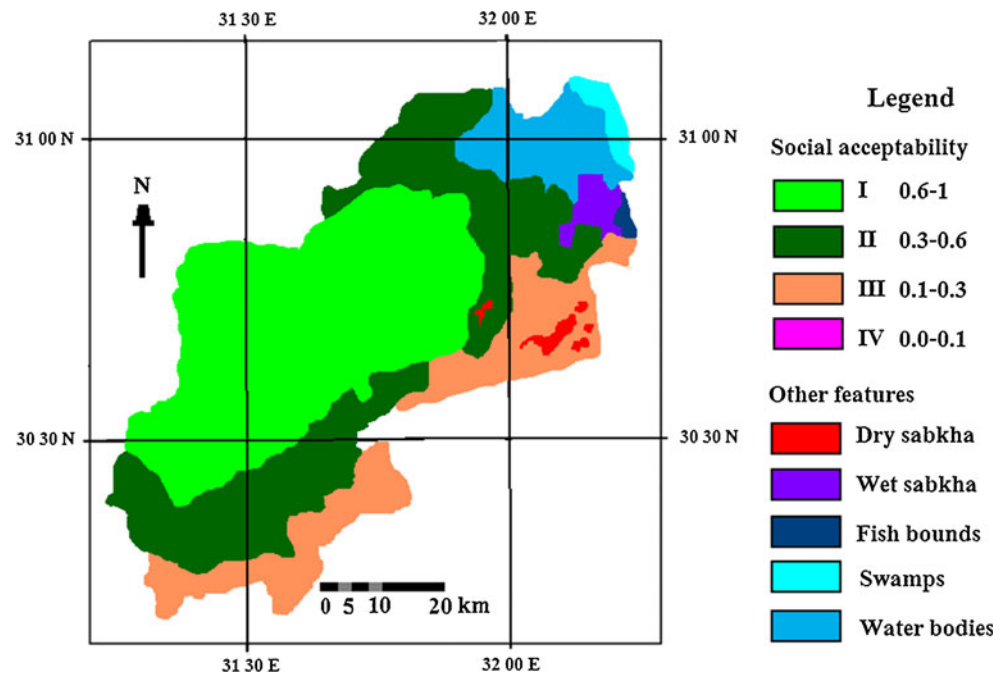 31 30 E
32 00 E
31 00 N
31 00 N
N
30 30 N
30 30 N
0 5 10 20 km
31 30 E
32 00 E
Legend
Social acceptability
I 0.6-1
II 0.3-0.6
III 0.1-0.3
IV 0.0-0.1
Other features
Dry sabkha
Wet sabkha
Fish bounds
Swamps
Water bodies